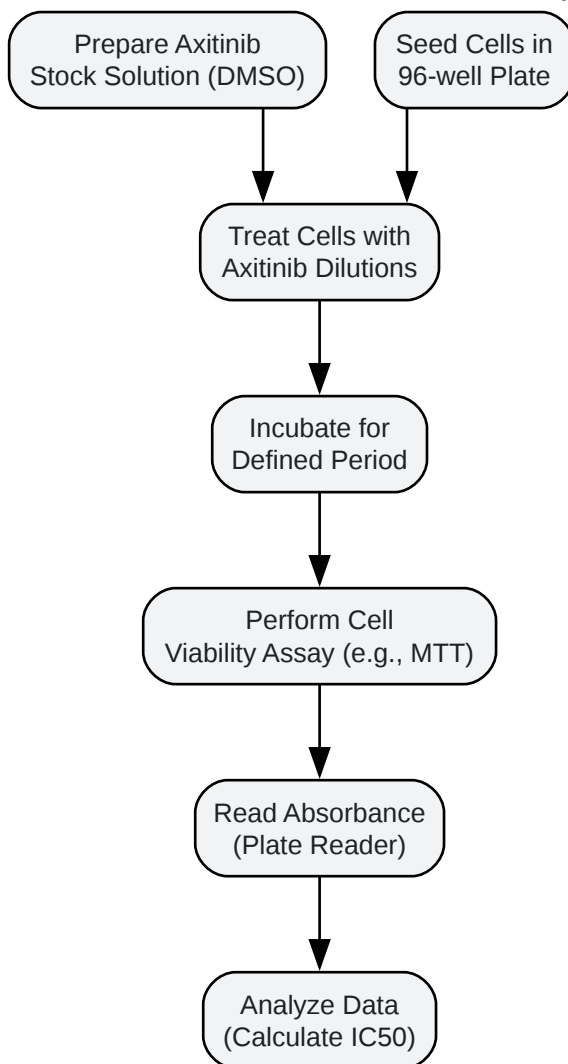 Prepare Axitinib
Stock Solution (DMSO)
Seed Cells in
96-well Plate
Treat Cells with
Axitinib Dilutions
Incubate for
Defined Period
Perform Cell
Viability Assay (e.g., MTT)
Read Absorbance
(Plate Reader)
Analyze Data
(Calculate IC50)